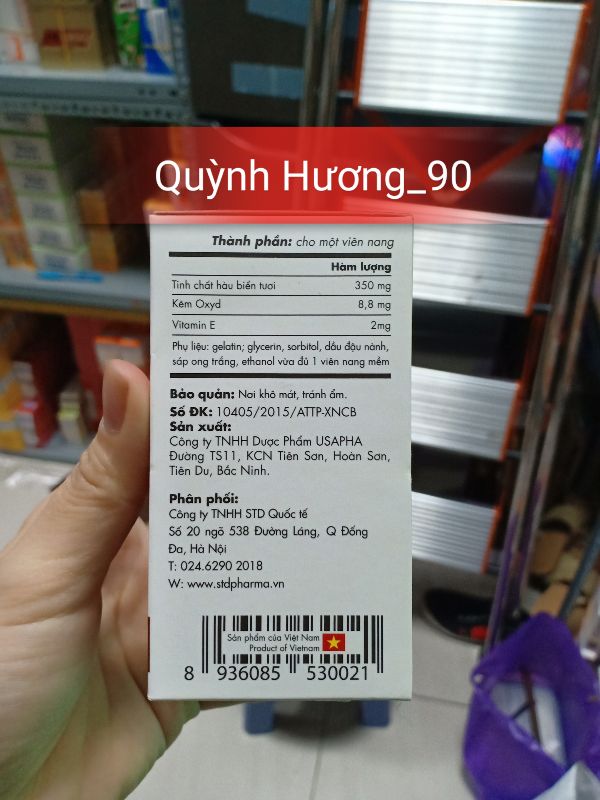 Quỳnh Hương_90
Thành phần: cho một viên nang
Hàm lượng
Tinh chất hàu biển tươi 350 mg
Kẽm Oxyd 8,8 mg
Vitamin E 2mg
Phụ liệu: gelatin; glycerin, sorbitol, dầu đậu nành,
sáp ong trắng, ethanol vừa đủ 1 viên nang mềm
Bảo quản: Nơi khô mát, tránh ẩm.
Số ĐK: 10405/2015/ATTP-XNCB
Sản xuất:
Công ty TNHH Dược Phẩm USAPHA
Đường TS11, KCN Tiên Sơn, Hoàn Sơn,
Tiên Du, Bắc Ninh.
Phân phối:
Công ty TNHH STD Quốc tế
Số 20 ngõ 538 Đường Láng, Q Đống
Đa, Hà Nội
T: 024.6290 2018
W: www.stdpharma.vn
Sản phẩm của Việt Nam
Product of Vietnam
8 936085 530021